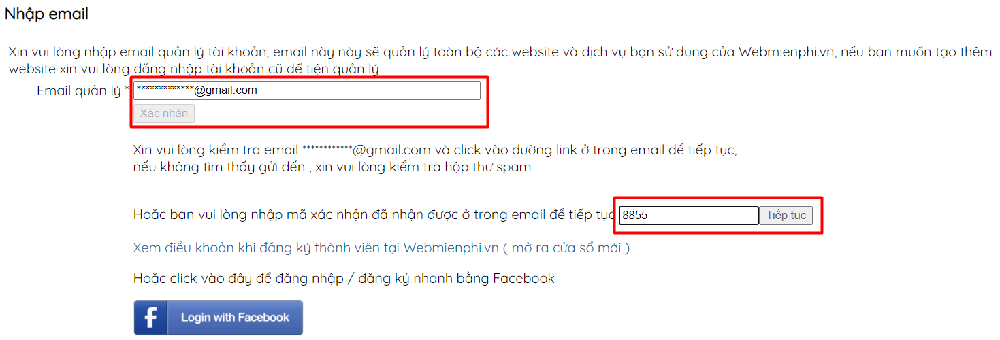 Nhập email
Xin vui lòng nhập email quản lý tài khoản, email này này sẽ quản lý toàn bộ các website và dịch vụ bạn sử dụng của Webmienphi.vn, nếu bạn muốn tạo thêm
website xin vui lòng đăng nhập tài khoản cũ để tiện quản lý
Email quản lý * *************@gmail.com
Xác nhận
Xin vui lòng kiểm tra email ************@gmail.com và click vào đường link ở trong email để tiếp tục,
nếu không tìm thấy gửi đến , xin vui lòng kiểm tra hộp thư spam
Hoăc bạn vui lòng nhập mã xác nhận đã nhận được ở trong email để tiếp tục 8855 Tiếp tục
Xem điều khoản khi đăng ký thành viên tại Webmienphi.vn ( mở ra cửa sổ mới )
Hoặc click vào đây để đăng nhập / đăng ký nhanh bằng Facebook
f Login with Facebook